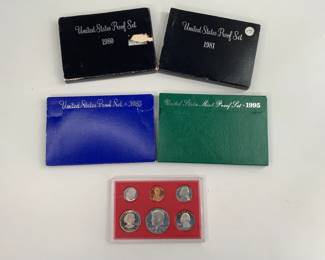 United States Proof Set
1980
United States Proof Set
1981
United States Proof Set - 1983
United States Mint Proof Set - 1995